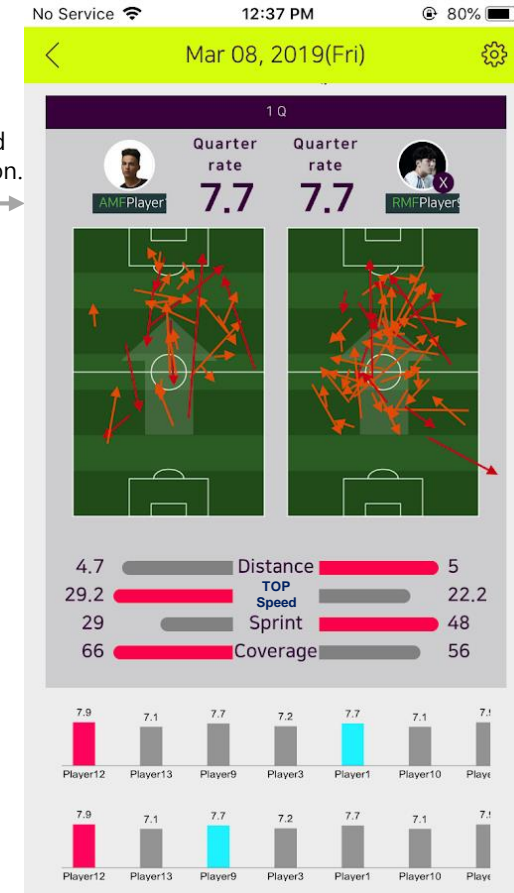 No Service 12:37 PM 80%
Mar 08, 2019(Fri)
1 Q
on.
Quarter rate 7.7
Quarter rate 7.7
AMFPlayer
X
RMFPlayer9
4.7 Distance 5
29.2 TOP Speed 22.2
29 Sprint 48
66 Coverage 56
7.9 7.1 7.7 7.2 7.7 7.1
Player12 Player13 Player9 Player3 Player1 Player10
7.9 7.1 7.7 7.2 7.7 7.1
Player12 Player13 Player9 Player3 Player1 Player10